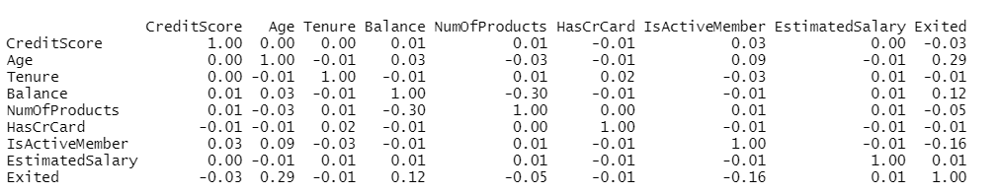 CreditScore Age Tenure Balance NumOfProducts HasCrCard IsActiveMember EstimatedSalary Exited
CreditScore 1.00 0.00 0.00 0.01 0.01 -0.01 0.03 0.00 -0.03
Age 0.00 1.00 -0.01 0.03 -0.03 -0.01 0.09 -0.01 0.29
Tenure 0.00 -0.01 1.00 -0.01 0.01 0.02 -0.03 0.01 -0.01
Balance 0.01 0.03 -0.01 1.00 -0.30 -0.01 -0.01 0.01 0.12
NumOfProducts 0.01 -0.03 0.01 -0.30 1.00 0.00 0.01 0.01 -0.05
HasCrCard -0.01 -0.01 0.02 -0.01 0.00 1.00 -0.01 -0.01 -0.01
IsActiveMember 0.03 0.09 -0.03 -0.01 0.01 -0.01 1.00 -0.01 -0.16
EstimatedSalary 0.00 -0.01 0.01 0.01 0.01 -0.01 -0.01 1.00 0.01
Exited -0.03 0.29 -0.01 0.12 -0.05 -0.01 -0.16 0.01 1.00